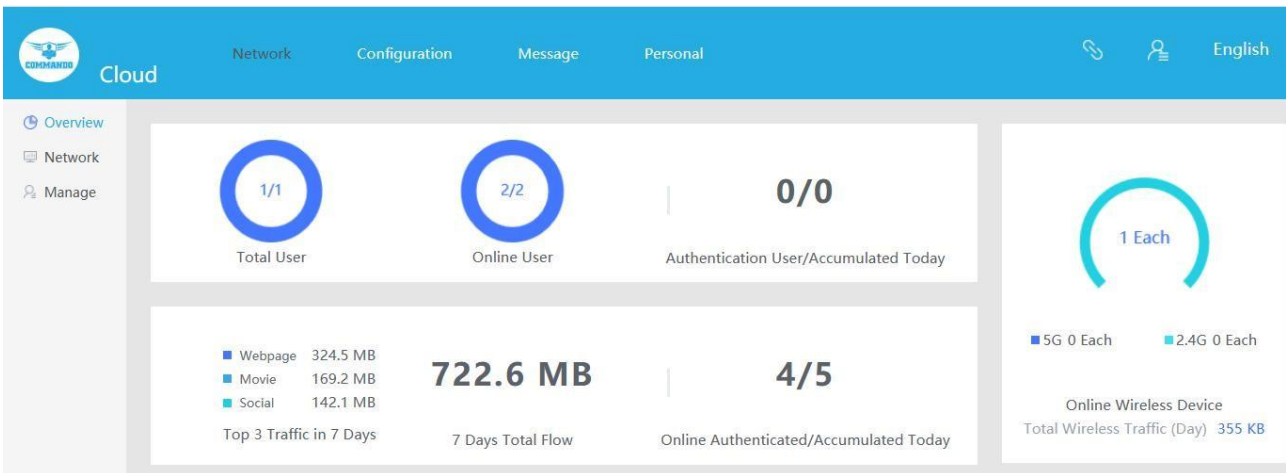 COMMANDO
Cloud
Network Configuration Message Personal
English
Overview
Network
Manage
1/1
Total User
2/2
Online User
0/0
Authentication User/Accumulated Today
Webpage 324.5 MB
Movie 169.2 MB
Social 142.1 MB
Top 3 Traffic in 7 Days
722.6 MB
7 Days Total Flow
4/5
Online Authenticated/Accumulated Today
1 Each
5G 0 Each 2.4G 0 Each
Online Wireless Device
Total Wireless Traffic (Day) 355 KB